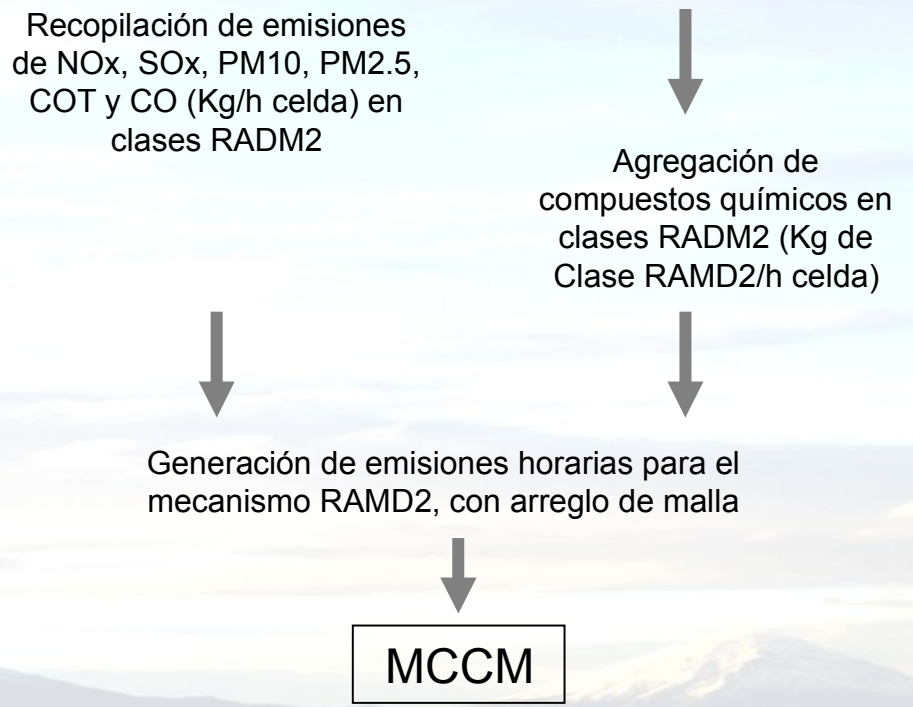 Recopilación de emisiones
de NOx, SOx, PM10, PM2.5,
COT y CO (Kg/h celda) en
clases RADM2
Agregación de
compuestos químicos en
clases RADM2 (Kg de
Clase RAMD2/h celda)
Generación de emisiones horarias para el
mecanismo RAMD2, con arreglo de malla
MCCM